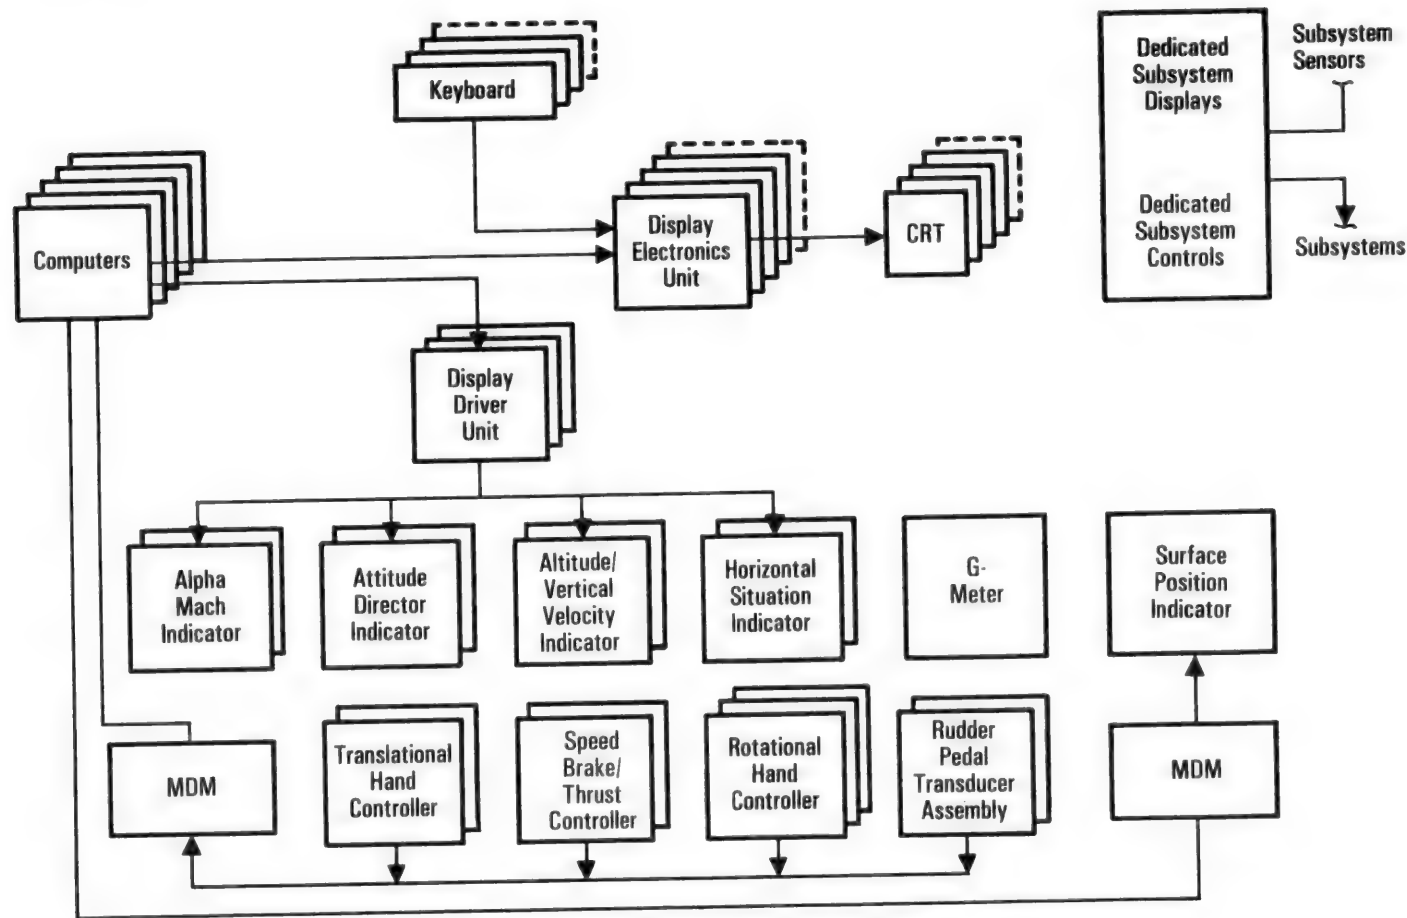 Keyboard
Dedicated
Subsystem
Displays
Subsystem
Sensors
Dedicated
Subsystem
Controls
Subsystems
Computers
Display
Electronics
Unit
CRT
Display
Driver
Unit
Alpha
Mach
Indicator
Attitude
Director
Indicator
Altitude/
Vertical
Velocity
Indicator
Horizontal
Situation
Indicator
G-
Meter
Surface
Position
Indicator
MDM
Translational
Hand
Controller
Speed
Brake/
Thrust
Controller
Rotational
Hand
Controller
Rudder
Pedal
Transducer
Assembly
MDM